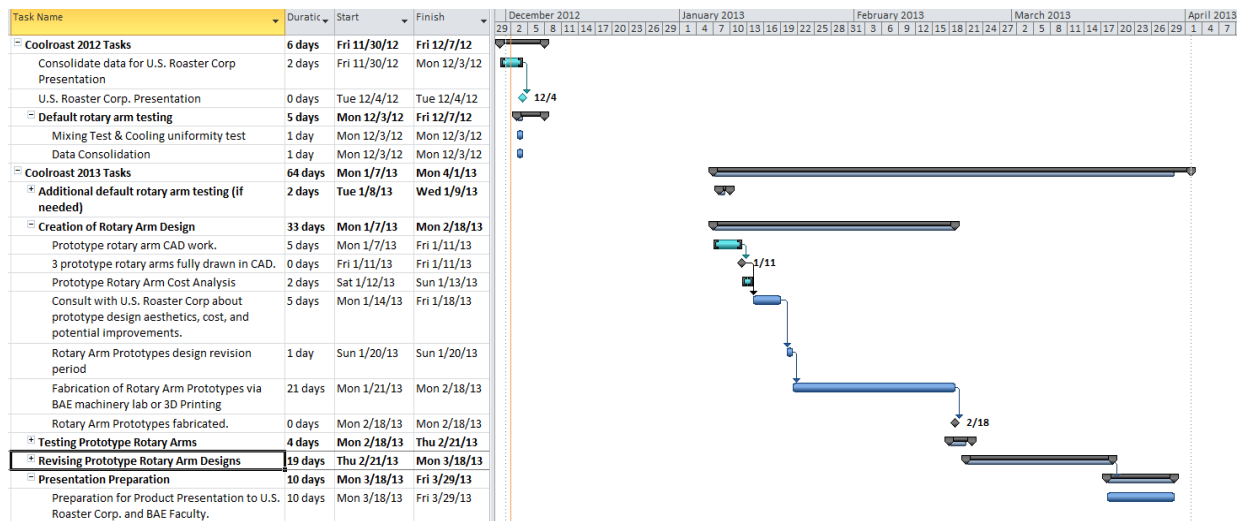 Task Name Duratic Start Finish
December 2012 January 2013 February 2013 March 2013 April 2013
29 2 5 8 11 14 17 20 23 26 29 1 4 7 10 13 16 19 22 25 28 31 3 6 9 12 15 18 21 24 27 2 5 8 11 14 17 20 23 26 29 1 4 7
Coolroast 2012 Tasks 6 days Fri 11/30/12 Fri 12/7/12
Consolidate data for U.S. Roaster Corp 2 days Fri 11/30/12 Mon 12/3/12
Presentation
U.S. Roaster Corp. Presentation 0 days Tue 12/4/12 Tue 12/4/12 12/4
Default rotary arm testing 5 days Mon 12/3/12 Fri 12/7/12
Mixing Test & Cooling uniformity test 1 day Mon 12/3/12 Mon 12/3/12
Data Consolidation 1 day Mon 12/3/12 Mon 12/3/12
Coolroast 2013 Tasks 64 days Mon 1/7/13 Mon 4/1/13
Additional default rotary arm testing (if 2 days Tue 1/8/13 Wed 1/9/13
needed)
Creation of Rotary Arm Design 33 days Mon 1/7/13 Mon 2/18/13
Prototype rotary arm CAD work. 5 days Mon 1/7/13 Fri 1/11/13
3 prototype rotary arms fully drawn in CAD. 0 days Fri 1/11/13 Fri 1/11/13 1/11
Prototype Rotary Arm Cost Analysis 2 days Sat 1/12/13 Sun 1/13/13
Consult with U.S. Roaster Corp about 5 days Mon 1/14/13 Fri 1/18/13
prototype design aesthetics, cost, and
potential improvements.
Rotary Arm Prototypes design revision 1 day Sun 1/20/13 Sun 1/20/13
period
Fabrication of Rotary Arm Prototypes via 21 days Mon 1/21/13 Mon 2/18/13
BAE machinery lab or 3D Printing
Rotary Arm Prototypes fabricated. 0 days Mon 2/18/13 Mon 2/18/13 2/18
Testing Prototype Rotary Arms 4 days Mon 2/18/13 Thu 2/21/13
Revising Prototype Rotary Arm Designs 19 days Thu 2/21/13 Mon 3/18/13
Presentation Preparation 10 days Mon 3/18/13 Fri 3/29/13
Preparation for Product Presentation to U.S. 10 days Mon 3/18/13 Fri 3/29/13
Roaster Corp. and BAE Faculty.